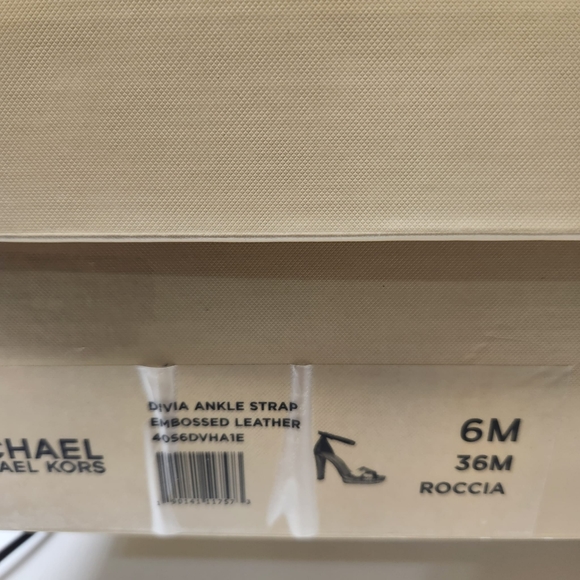 CHAEL
AEL KORS
DIVIA ANKLE STRAP
EMBOSSED LEATHER
40S6DVHA1E
6M
36M
ROCCIA